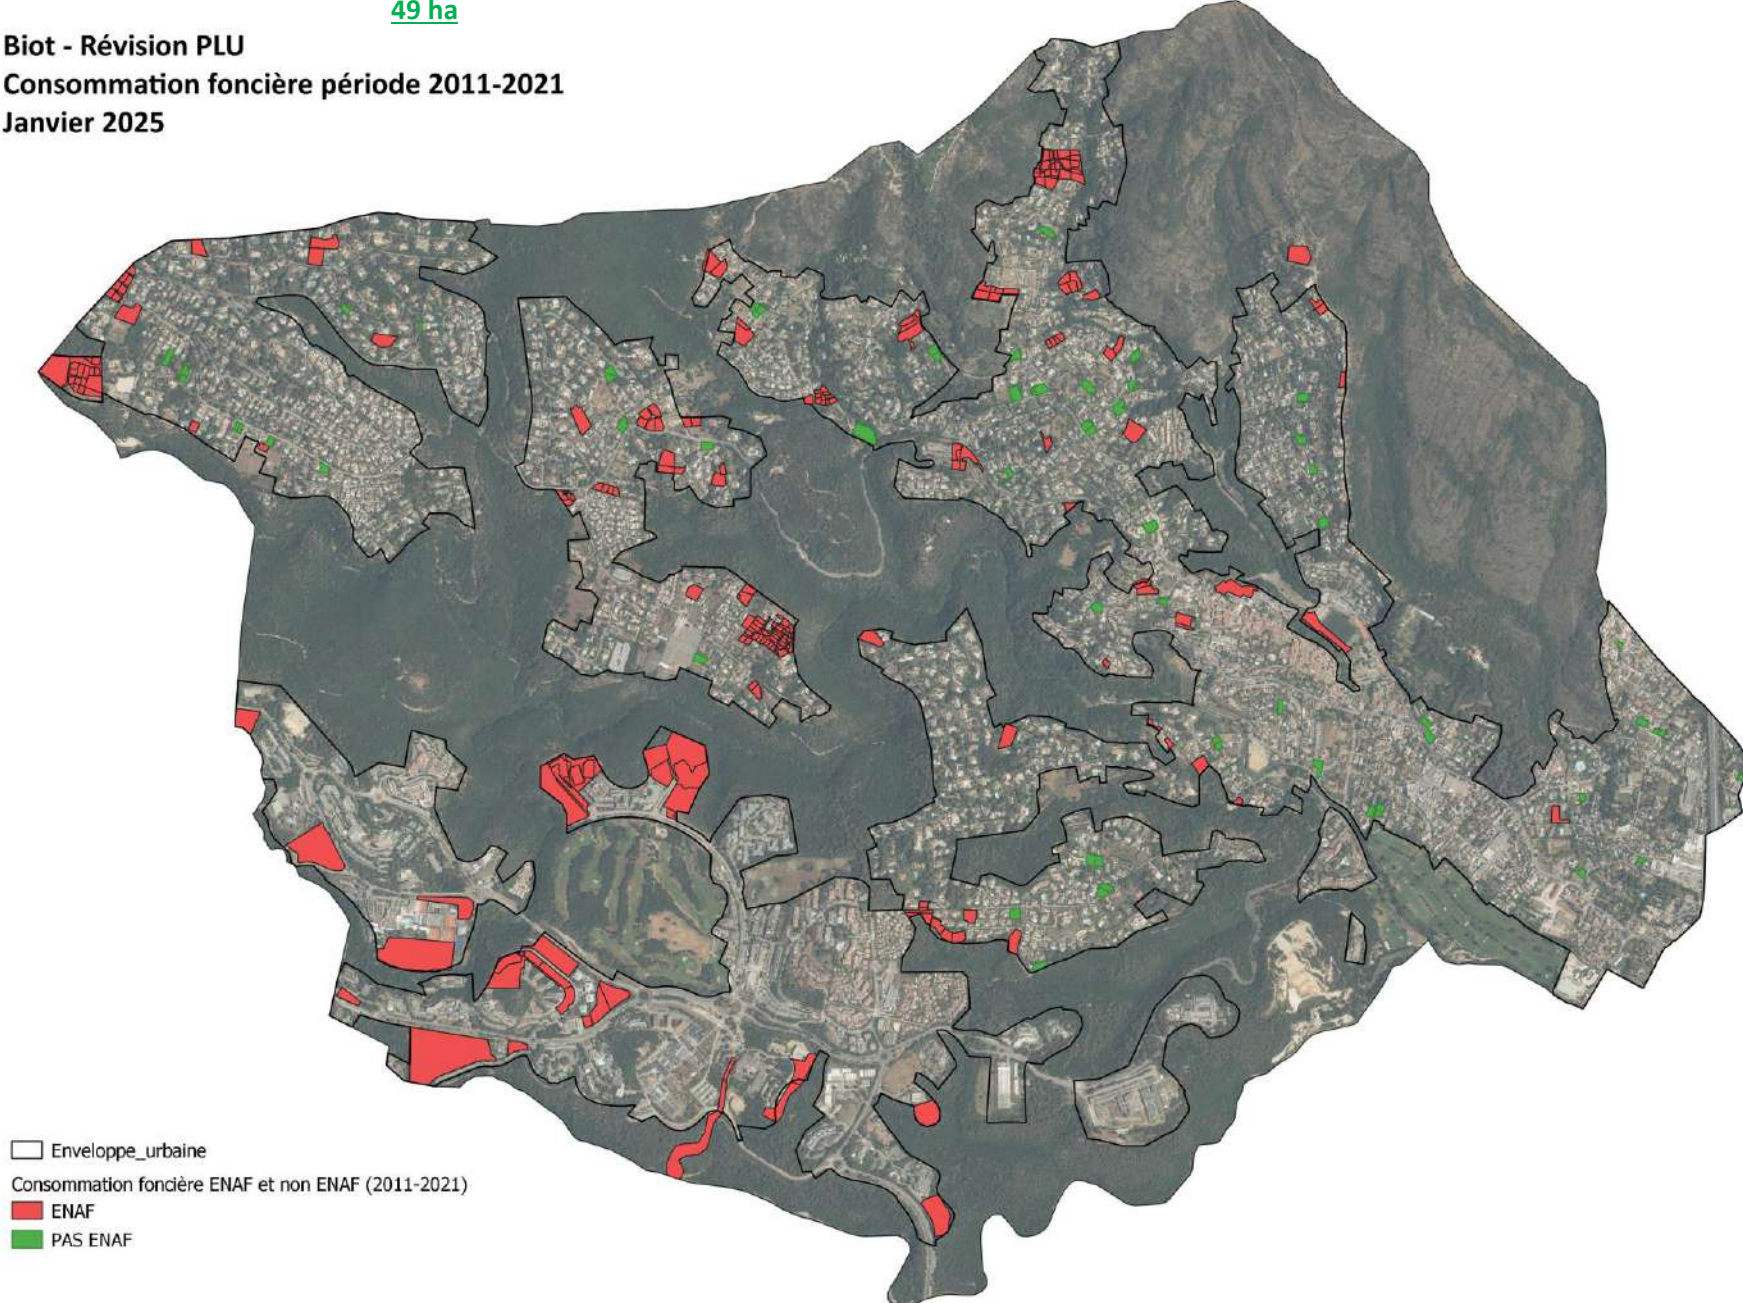 49 ha
Biot - Révision PLU
Consommation foncière période 2011-2021
Janvier 2025
Enveloppe_urbaine
Consommation foncière ENAF et non ENAF (2011-2021)
ENAF
PAS ENAF